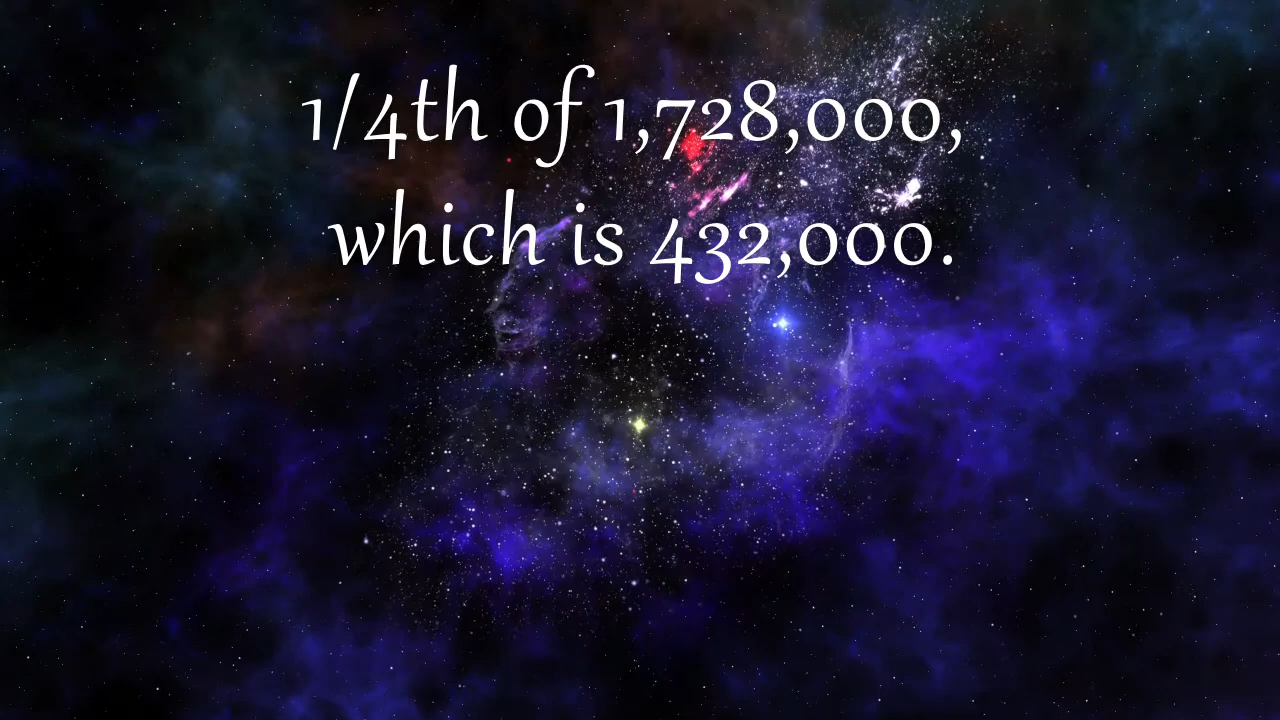 1/4th of 1,728,000,
which is 432,000.